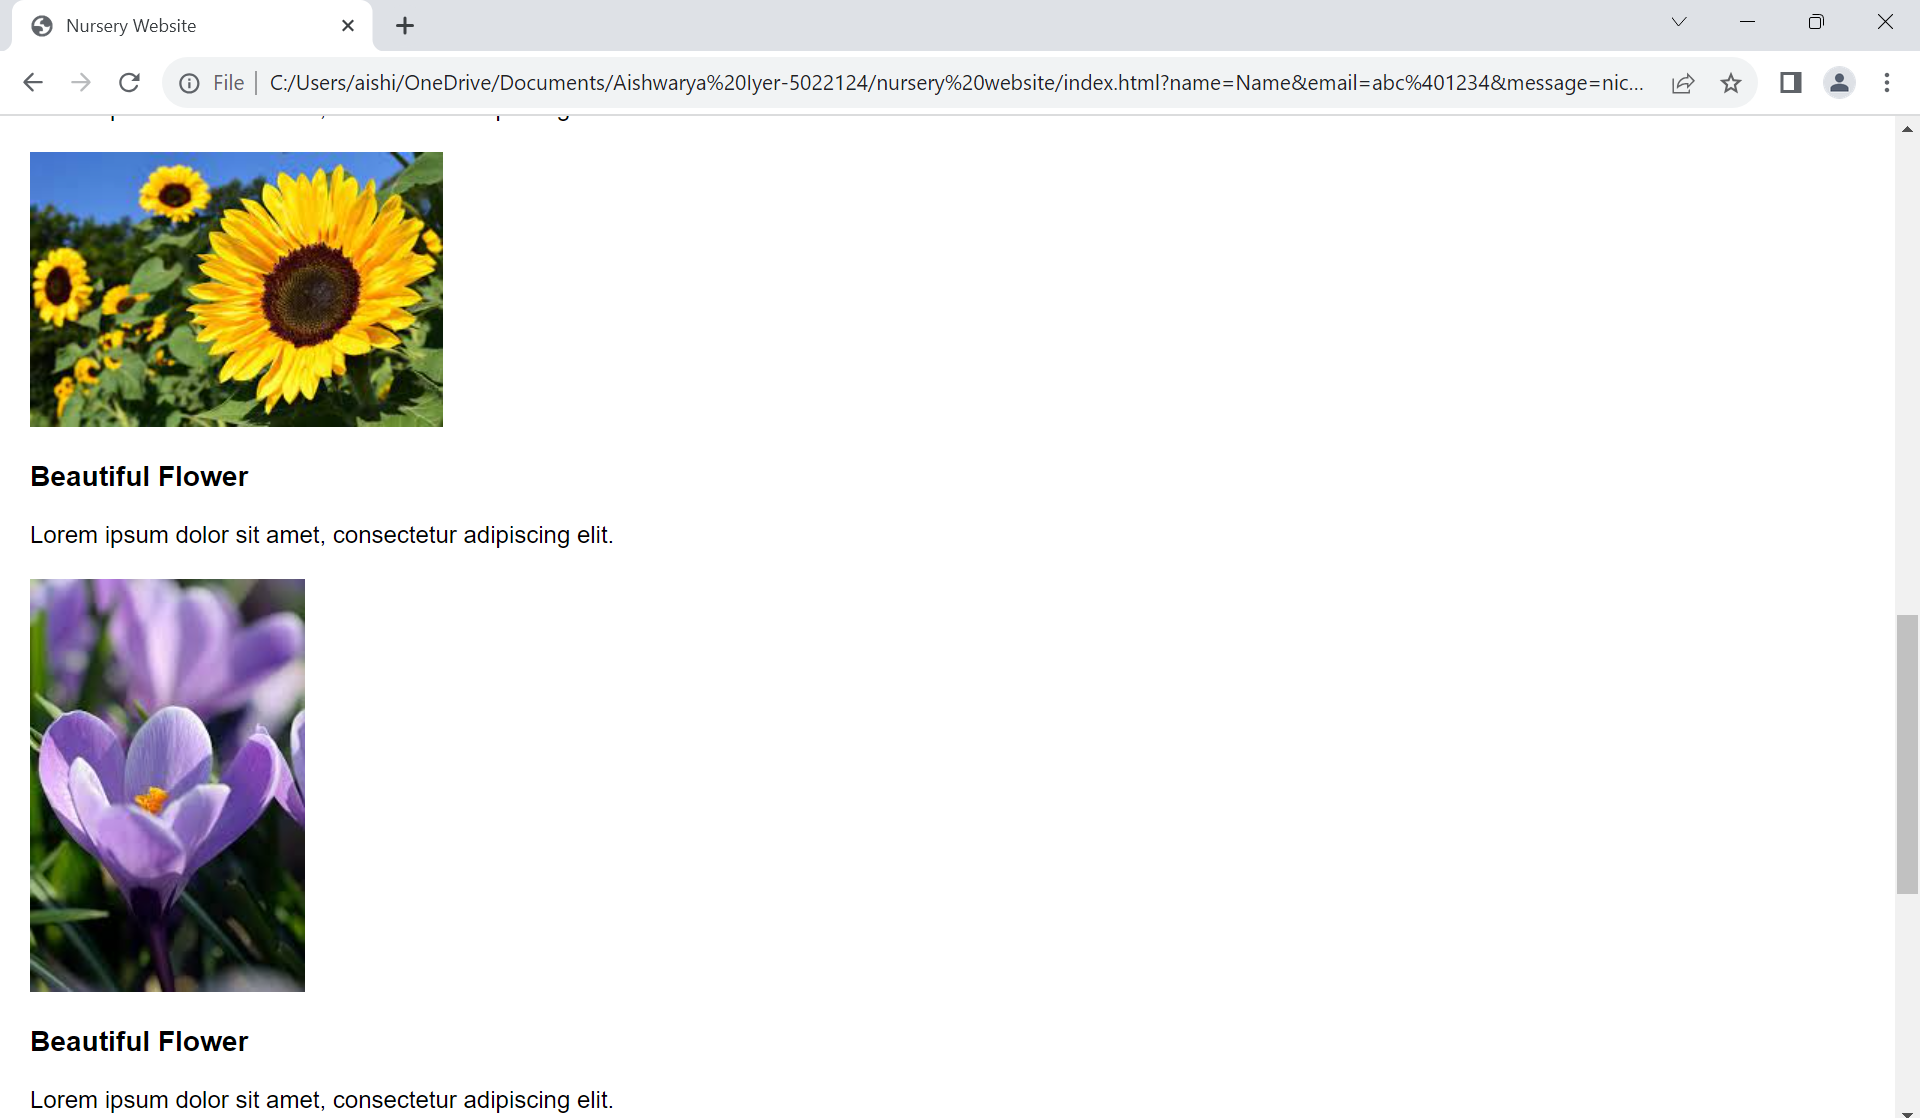 Nursery Website
File
C:/Users/aishi/OneDrive/Documents/Aishwarya%20Iyer-5022124/nursery%20website/index.html?name=Name&email=abc%401234&message=nic...
Beautiful Flower
Lorem ipsum dolor sit amet, consectetur adipiscing elit.
Beautiful Flower
Lorem ipsum dolor sit amet, consectetur adipiscing elit.